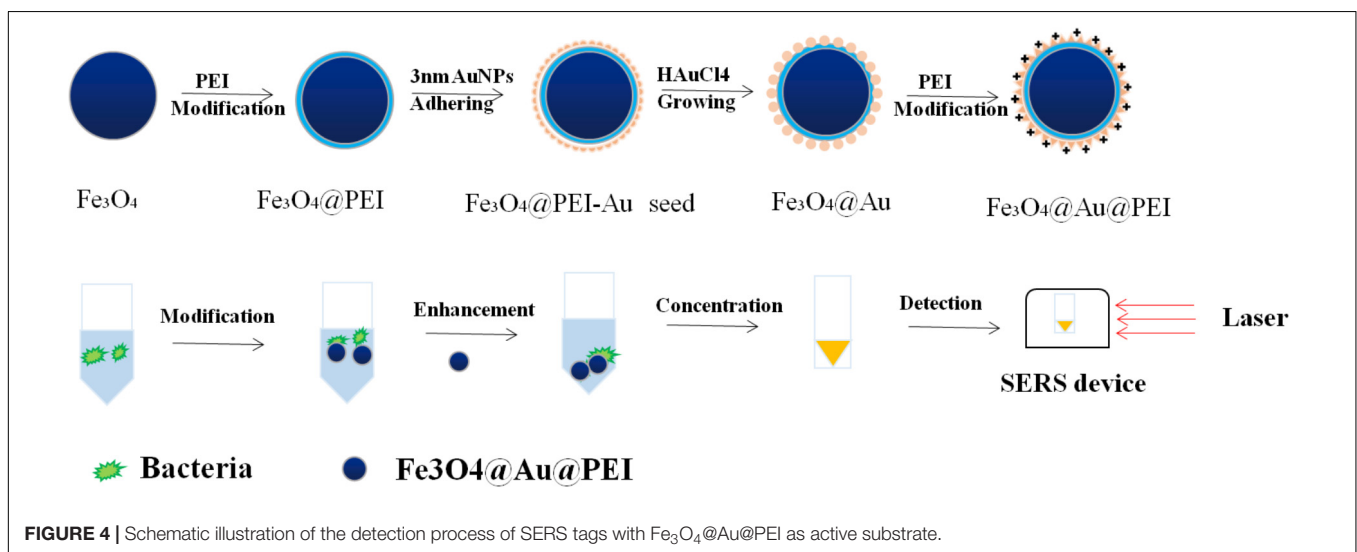 PEI
Modification
3nm AuNPs
Adhering
HAuCl4
Growing
PEI
Modification
Fe₃O₄
Fe₃O₄@PEI
Fe₃O₄@PEI-Au seed
Fe₃O₄@Au
Fe₃O₄@Au@PEI
Modification
Enhancement
Concentration
Detection
Laser
SERS device
Bacteria
Fe3O4@Au@PEI
FIGURE 4 | Schematic illustration of the detection process of SERS tags with Fe₃O₄@Au@PEI as active substrate.